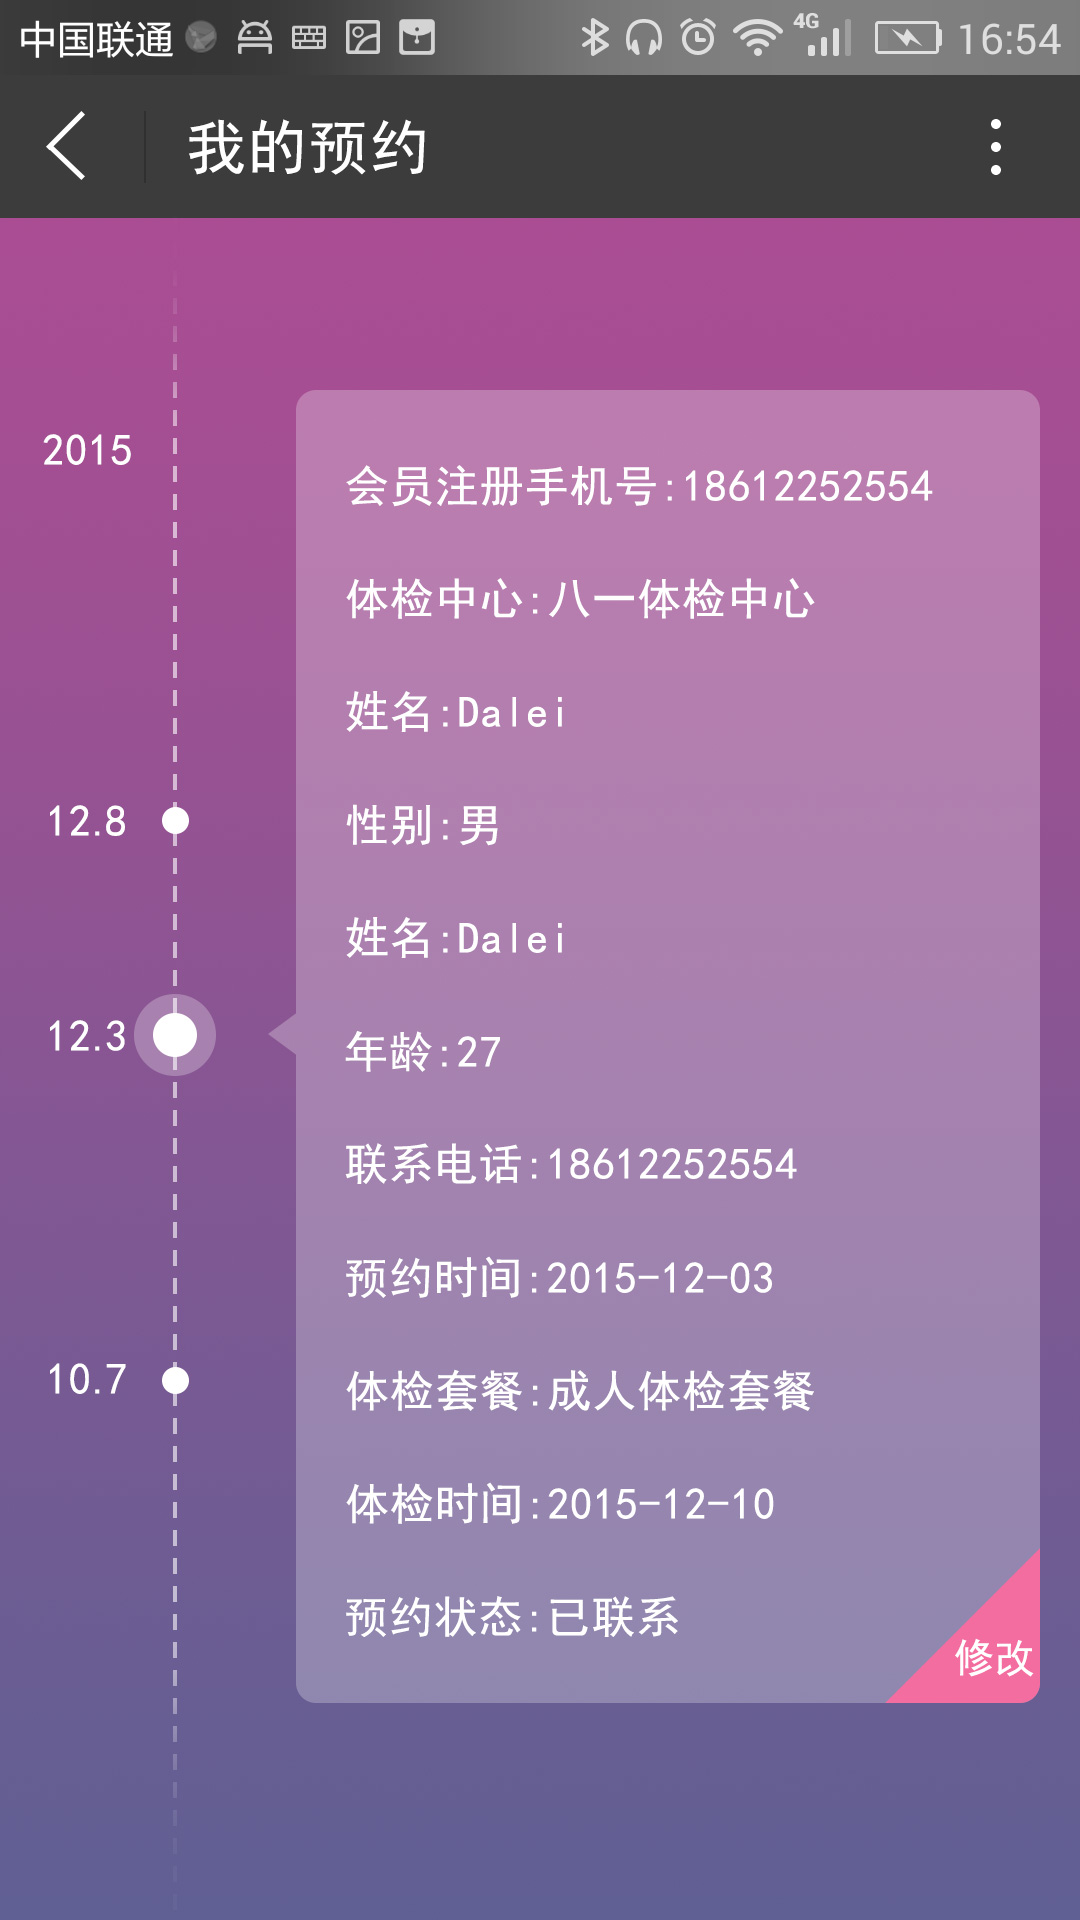 中国联通 4G 16:54
我的预约
2015
12.8
12.3
10.7
会员注册手机号:18612252554
体检中心:八一体检中心
姓名:Dalei
性别:男
姓名:Dalei
年龄:27
联系电话:18612252554
预约时间:2015-12-03
体检套餐:成人体检套餐
体检时间:2015-12-10
预约状态:已联系
修改